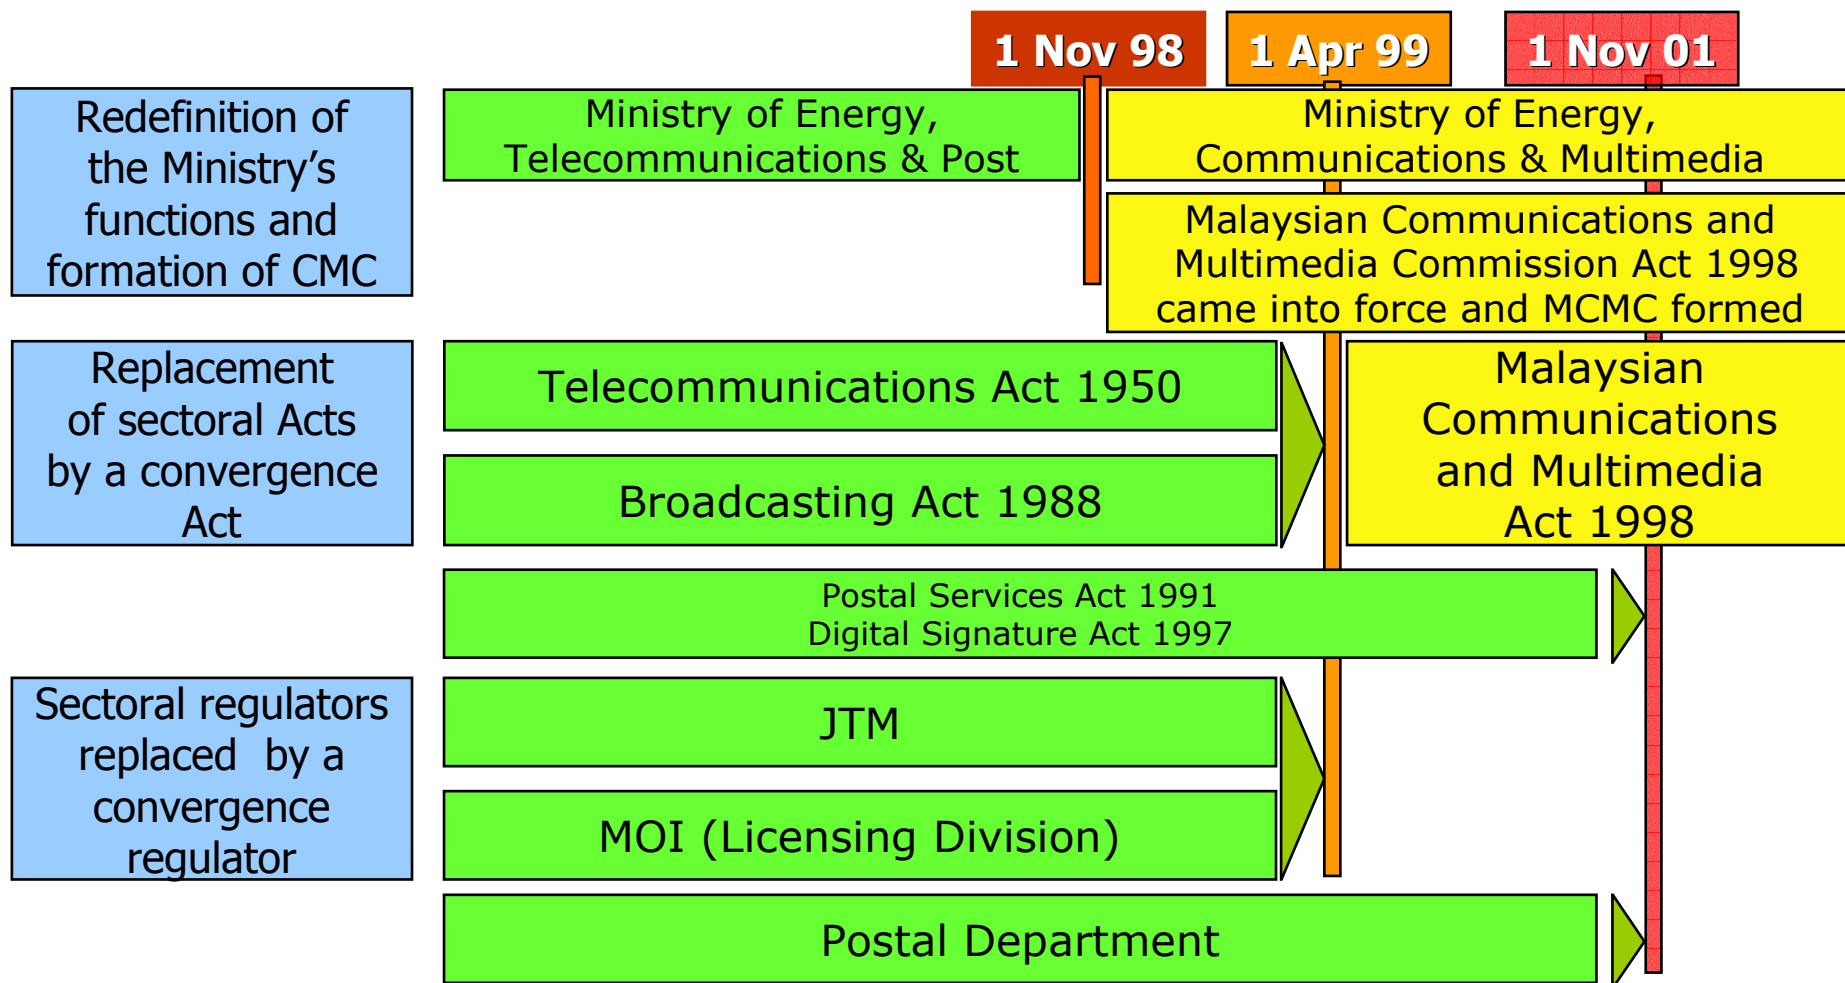 1 Nov 98
1 Apr 99
1 Nov 01
Redefinition of
the Ministry’s
functions and
formation of CMC
Ministry of Energy,
Telecommunications & Post
Ministry of Energy,
Communications & Multimedia
Malaysian Communications and
Multimedia Commission Act 1998
came into force and MCMC formed
Replacement
of sectoral Acts
by a convergence
Act
Telecommunications Act 1950
Broadcasting Act 1988
Malaysian
Communications
and Multimedia
Act 1998
Postal Services Act 1991
Digital Signature Act 1997
Sectoral regulators
replaced by a
convergence
regulator
JTM
MOI (Licensing Division)
Postal Department